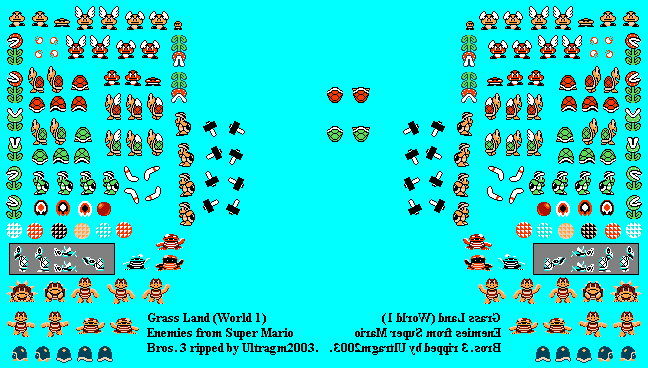 Grass Land (World 1)
Enemies from Super Mario
Bros. 3 ripped by Ultragm2003.
Grass Land (World 1)
Enemies from Super Mario
Bros. 3 ripped by Ultragm2003.